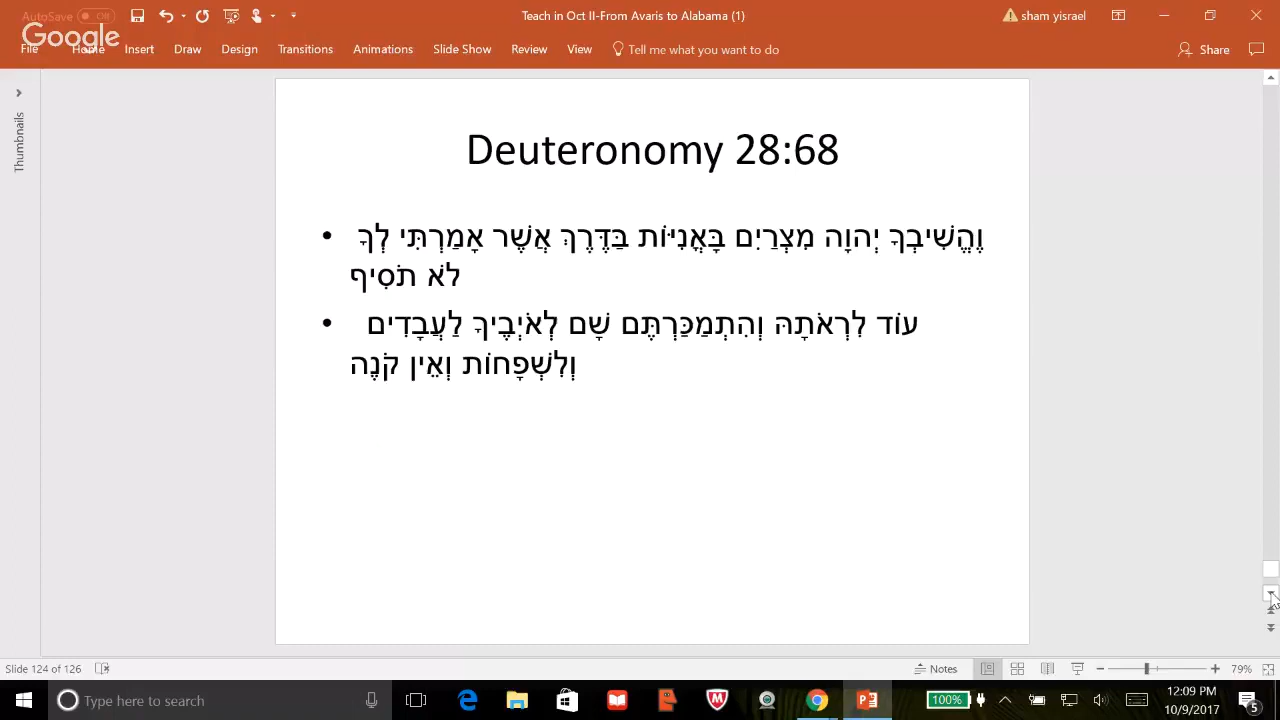 AutoSave Off
Teach in Oct II-From Avaris to Alabama (1)
sham yisrael
Google
File Home Insert Draw Design Transitions Animations Slide Show Review View Tell me what you want to do Share
Thumbnails
Deuteronomy 28:68
• וֶהֱשִׁיבְךָ יְהוָה מִצְרַיִם בָּאֳנִיּוֹת בַּדֶּרֶךְ אֲשֶׁר אָמַרְתִּי לְךָ
לֹא תֹסִיף
• עוֹד לִרְאֹתָהּ וְהִתְמַכַּרְתֶּם שָׁם לְאֹיְבֶיךָ לַעֲבָדִים
וְלִשְׁפָחוֹת וְאֵין קֹנֶה
Slide 124 of 126
Notes
79%
Type here to search
100%
12:09 PM
10/9/2017
5